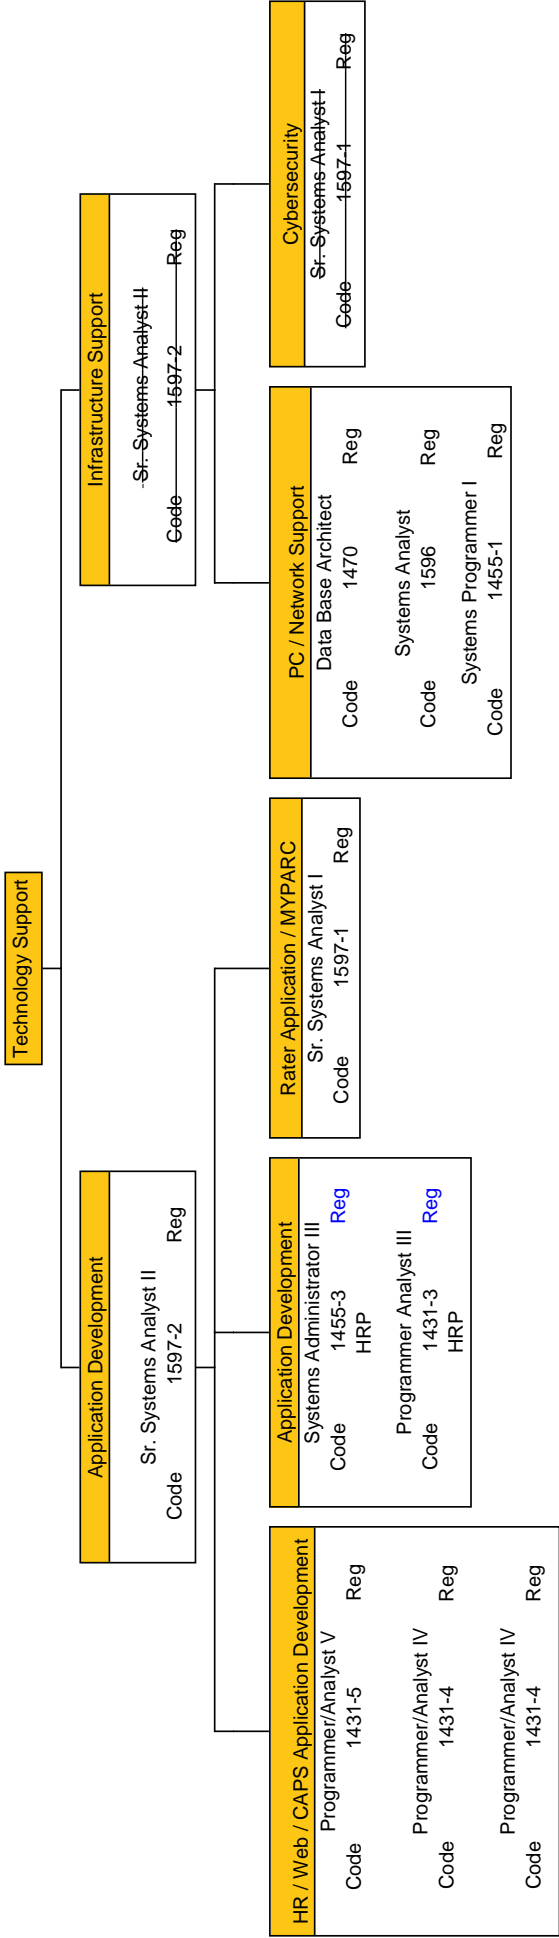 Technology Support
Application Development
Sr. Systems Analyst II
Code 1597-2 Reg
Infrastructure Support
-Sr. Systems Analyst II
Code 1597-2 Reg
HR / Web / CAPS Application Development
Programmer/Analyst V
Code 1431-5 Reg
Programmer/Analyst IV
Code 1431-4 Reg
Programmer/Analyst IV
Code 1431-4 Reg
Application Development
Systems Administrator III
Code 1455-3 Reg
HRP
Programmer Analyst III
Code 1431-3 Reg
HRP
Rater Application / MYPARC
Sr. Systems Analyst I
Code 1597-1 Reg
PC / Network Support
Data Base Architect
Code 1470 Reg
Systems Analyst
Code 1596 Reg
Systems Programmer I
Code 1455-1 Reg
Cybersecurity
Sr. Systems Analyst I
Code 1597-1 Reg